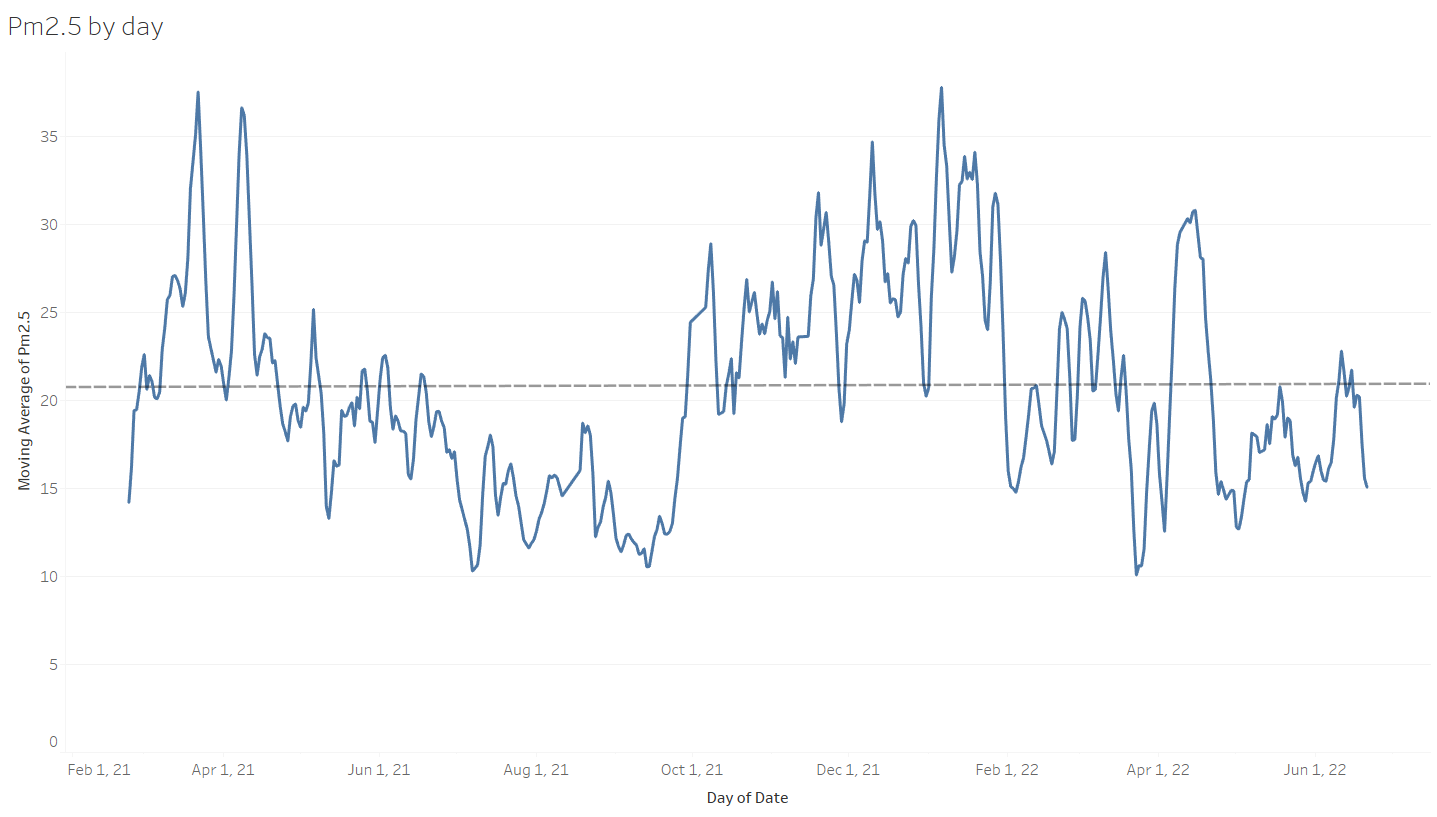 Pm2.5 by day
Moving Average of Pm2.5
35
30
25
20
15
10
5
0
Feb 1, 21
Apr 1, 21
Jun 1, 21
Aug 1, 21
Oct 1, 21
Dec 1, 21
Feb 1, 22
Apr 1, 22
Jun 1, 22
Day of Date